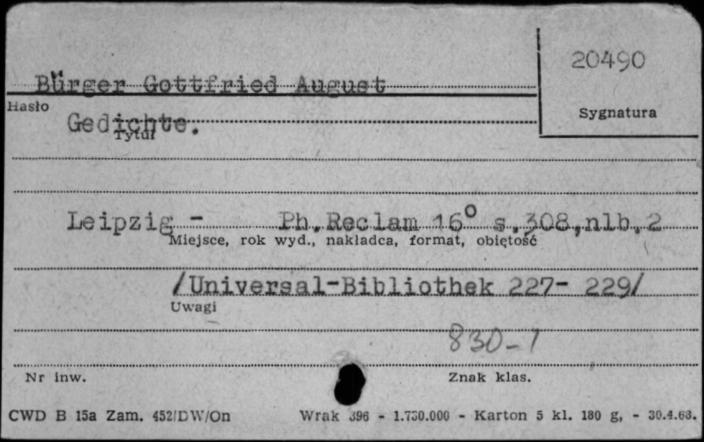 20490
Bürger Gottfried August
Hasło
Sygnatura
Gedichte.
Tytuł
Leipzig - Ph.Reclam 16° s.308,nlb.2
Miejsce, rok wyd., nakładca, format, objętość
/Universal-Bibliothek 227- 229/
Uwagi
830-1
Nr inw. Znak klas.
CWD B 15a Zam. 452/DW/On Wrak 396 - 1.730.000 - Karton 5 kl. 180 g, - 30.4.63.